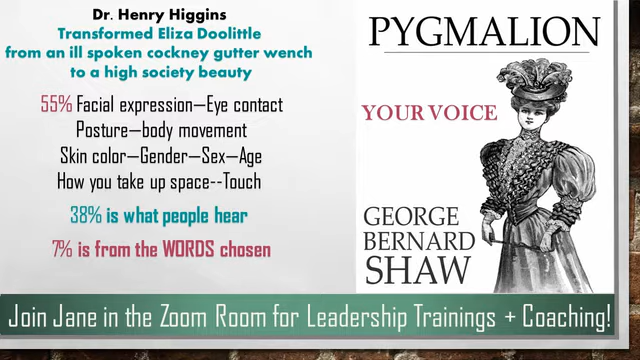 Dr. Henry Higgins
Transformed Eliza Doolittle
from an ill spoken cockney gutter wench
to a high society beauty
55% Facial expression—Eye contact
Posture—body movement
Skin color—Gender—Sex—Age
How you take up space--Touch
38% is what people hear
7% is from the WORDS chosen
PYGMALION
YOUR VOICE
GEORGE
BERNARD
SHAW
Join Jane in the Zoom Room for Leadership Trainings + Coaching!